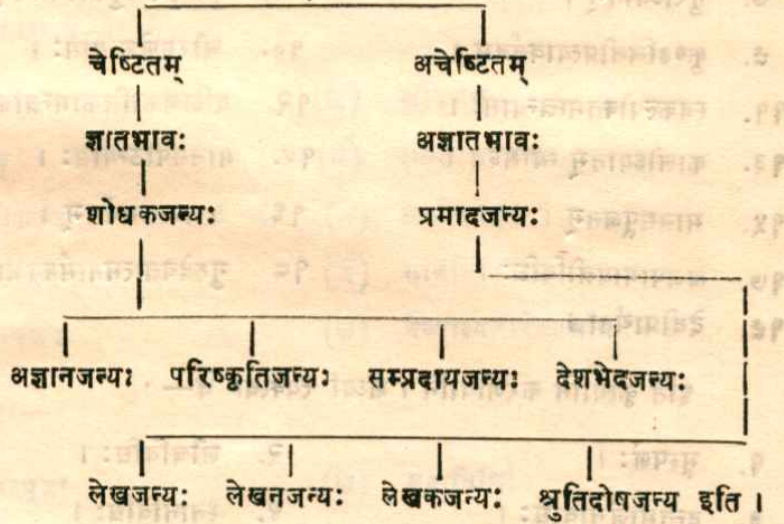 चेष्टितम् अचेष्टितम्
ज्ञातभावः अज्ञातभावः
शोधकजन्यः प्रमादजन्यः
अज्ञानजन्यः परिष्कृतिजन्यः सम्प्रदायजन्यः देशभेदजन्यः
लेखजन्यः लेखनजन्यः लेखकजन्यः श्रुतिदोषजन्य इति ।